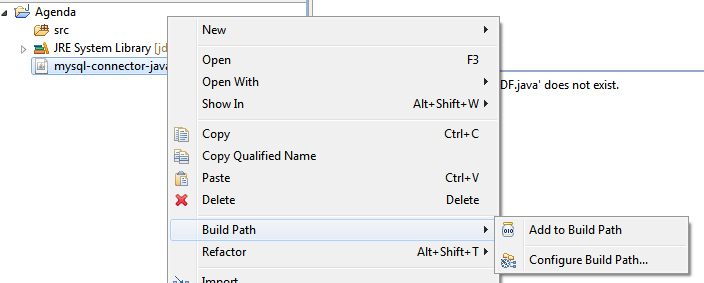 Agenda
src
JRE System Library [jd
mysql-connector-java
New
Open F3
Open With
Show In Alt+Shift+W
DF.java' does not exist.
Copy Ctrl+C
Copy Qualified Name
Paste Ctrl+V
Delete Delete
Build Path
Add to Build Path
Refactor Alt+Shift+T
Configure Build Path...
Import